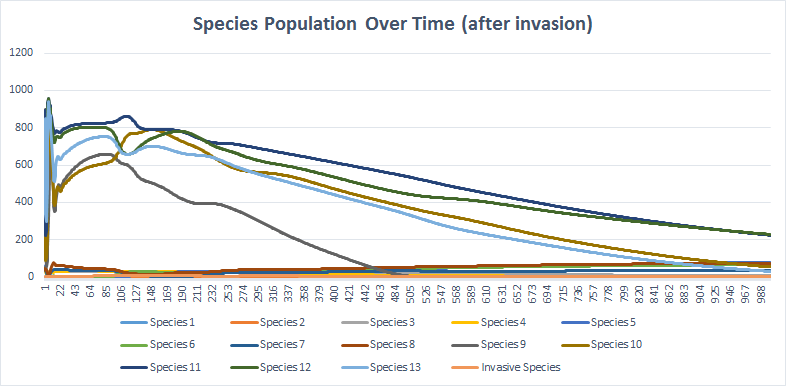 Species Population Over Time (after invasion)
1200
1000
800
600
400
200
0
1 22 43 64 85 106 127 148 169 190 211 232 253 274 295 316 337 358 379 400 421 442 463 484 505 526 547 568 589 610 631 652 673 694 715 736 757 778 799 820 841 862 883 904 925 946 967 988
Species 1 Species 2 Species 3 Species 4 Species 5
Species 6 Species 7 Species 8 Species 9 Species 10
Species 11 Species 12 Species 13 Invasive Species